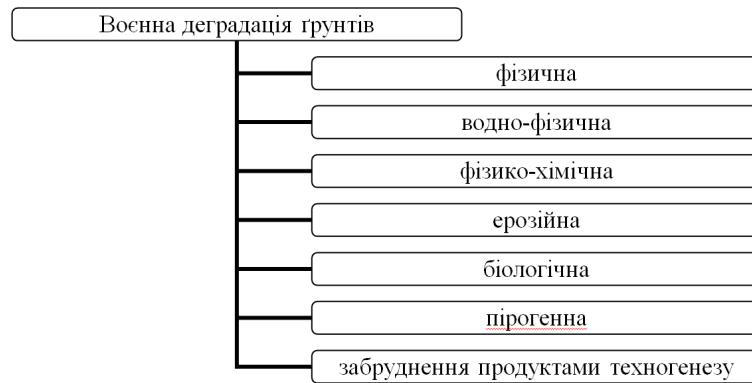 Воєнна деградація ґрунтів
фізична
водно-фізична
фізико-хімічна
ерозійна
біологічна
пірогенна
забруднення продуктами техногенезу